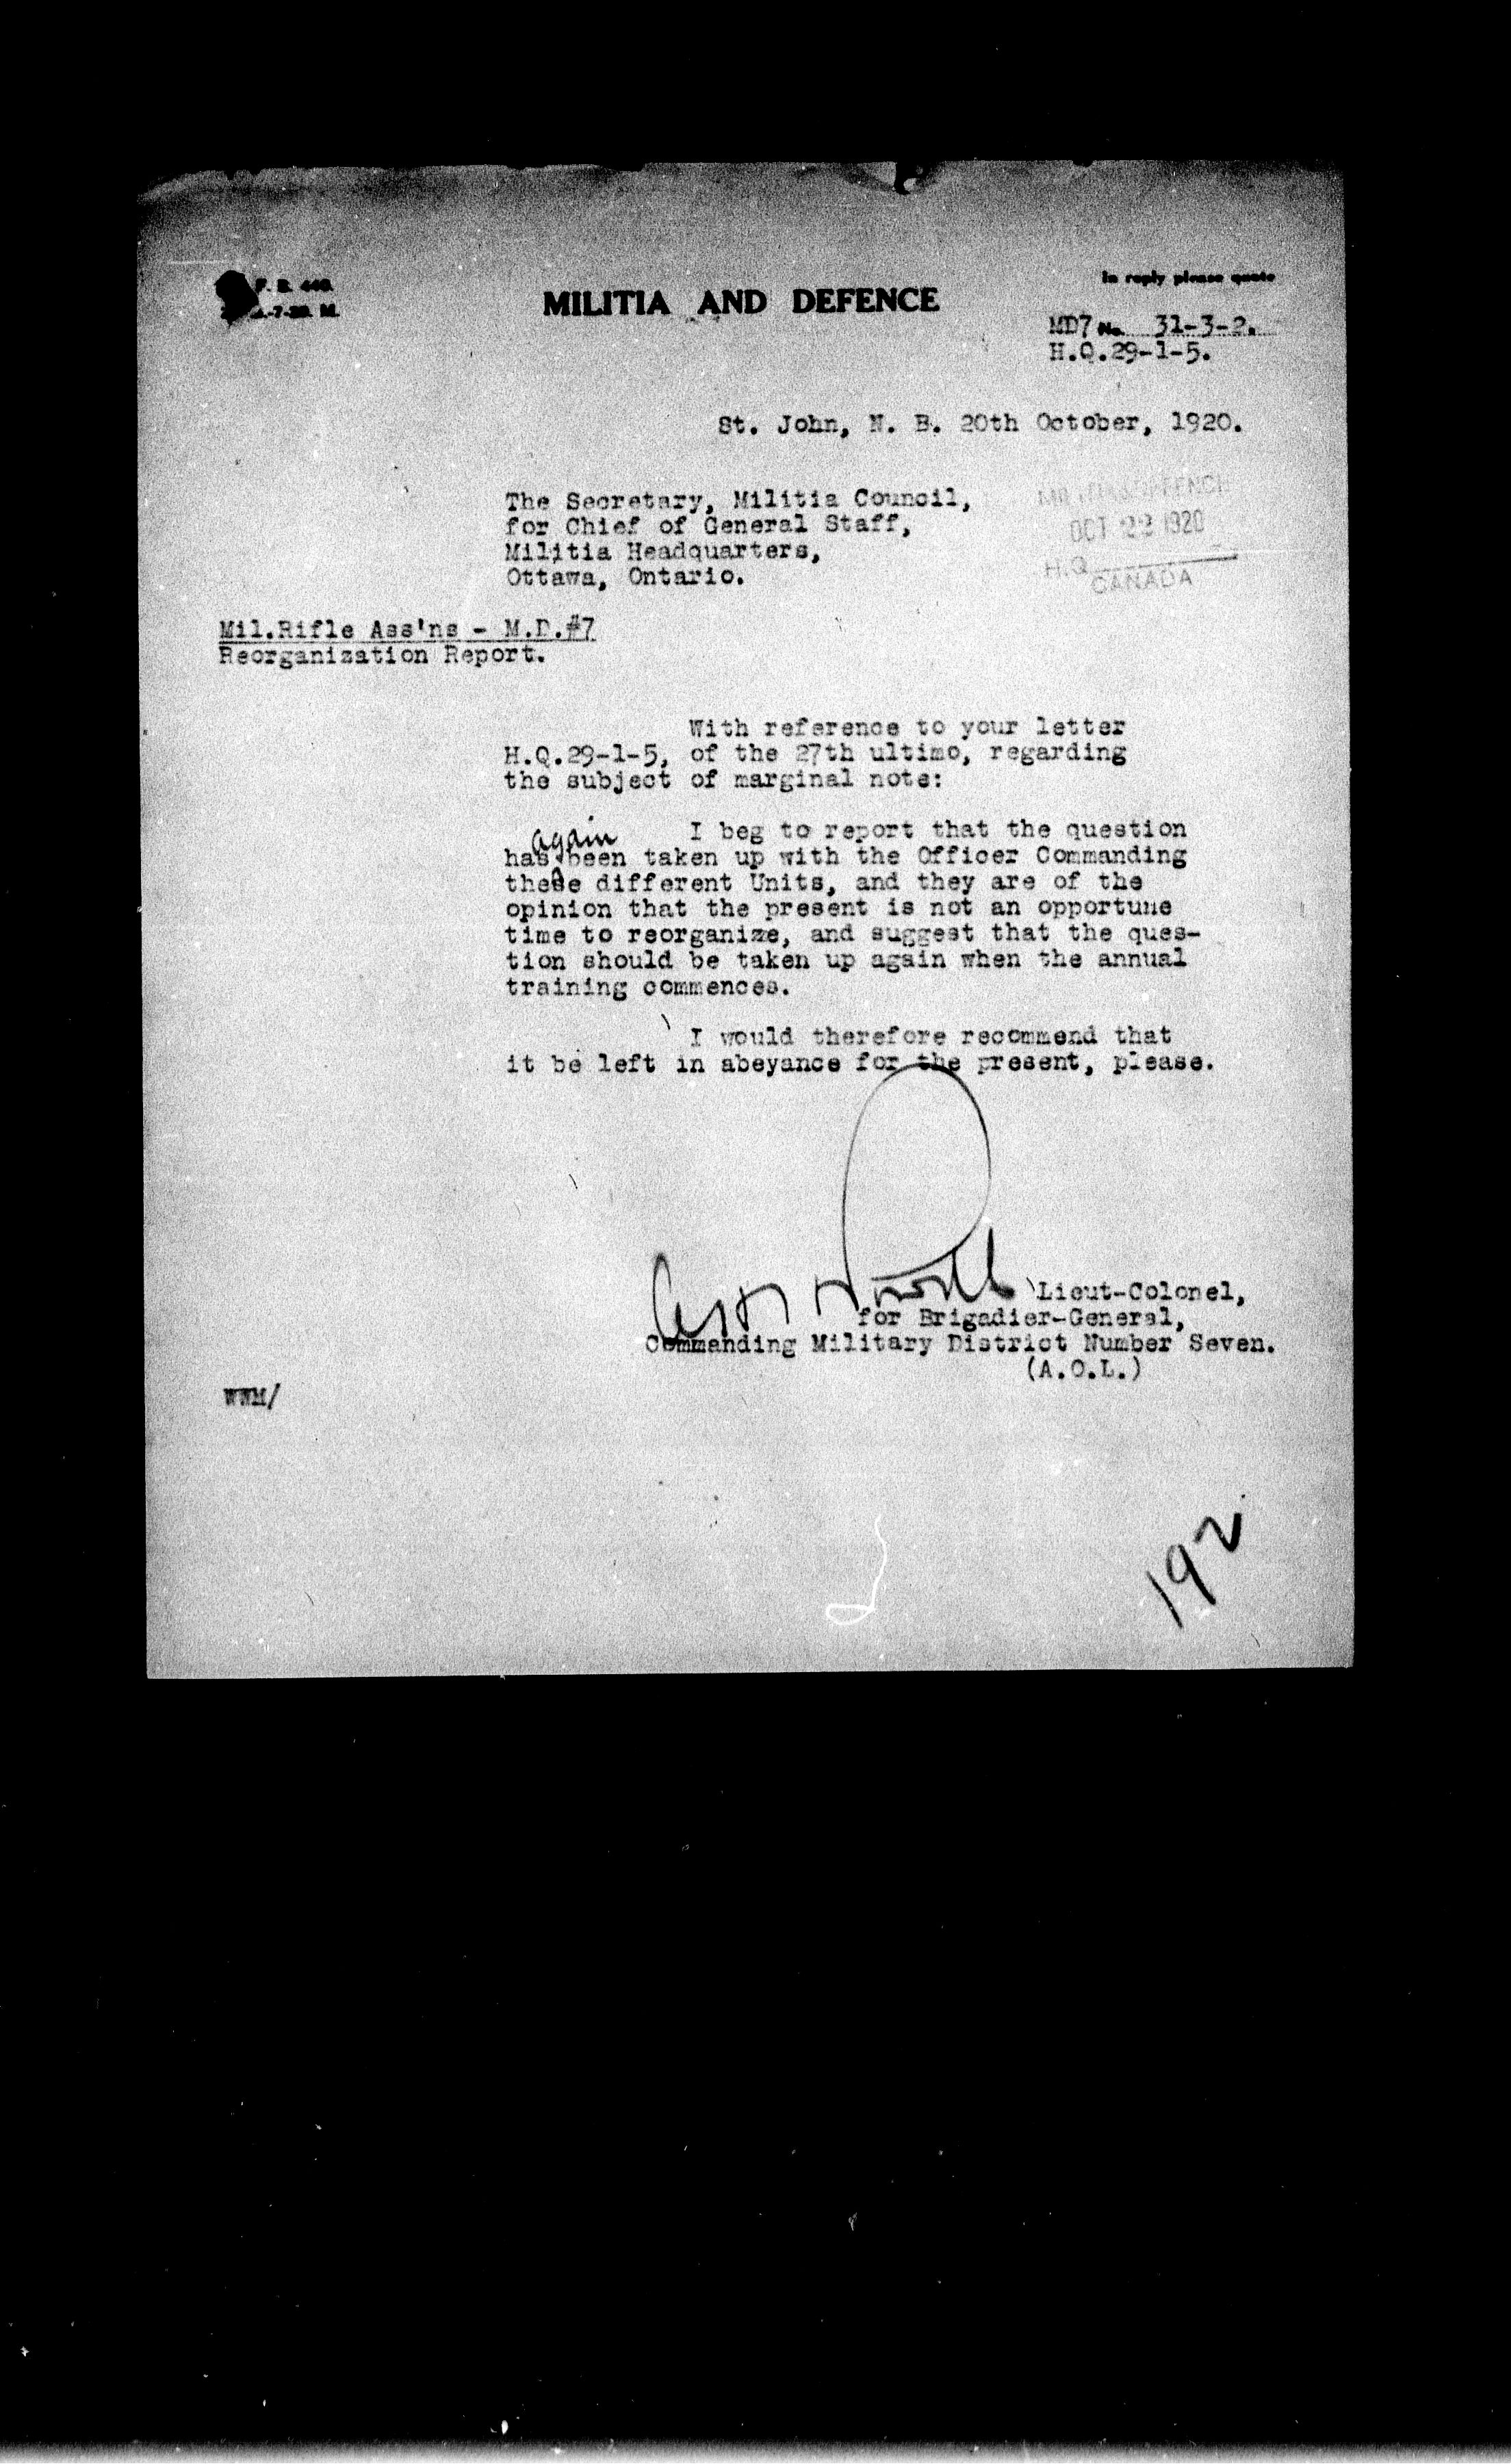 F. B. 440.
-7-20. M.
MILITIA AND DEFENCE
In reply please quote
MD7 No. 31-3-2.
H.Q.29-1-5.
St. John, N. B. 20th October, 1920.
The Secretary, Militia Council,
for Chief of General Staff,
Militia Headquarters,
Ottawa, Ontario.
MILITIA & DEFENCE
OCT 22 1920
H.Q.
CANADA
Mil.Rifle Ass'ns - M.D.#7
Reorganization Report.
With reference to your letter
H.Q.29-1-5, of the 27th ultimo, regarding
the subject of marginal note:
I beg to report that the question
has again been taken up with the Officer Commanding
these different Units, and they are of the
opinion that the present is not an opportune
time to reorganize, and suggest that the ques-
tion should be taken up again when the annual
training commences.
I would therefore recommend that
it be left in abeyance for the present, please.
Lieut-Colonel,
for Brigadier-General,
Commanding Military District Number Seven.
(A.O.L.)
WWM/
192